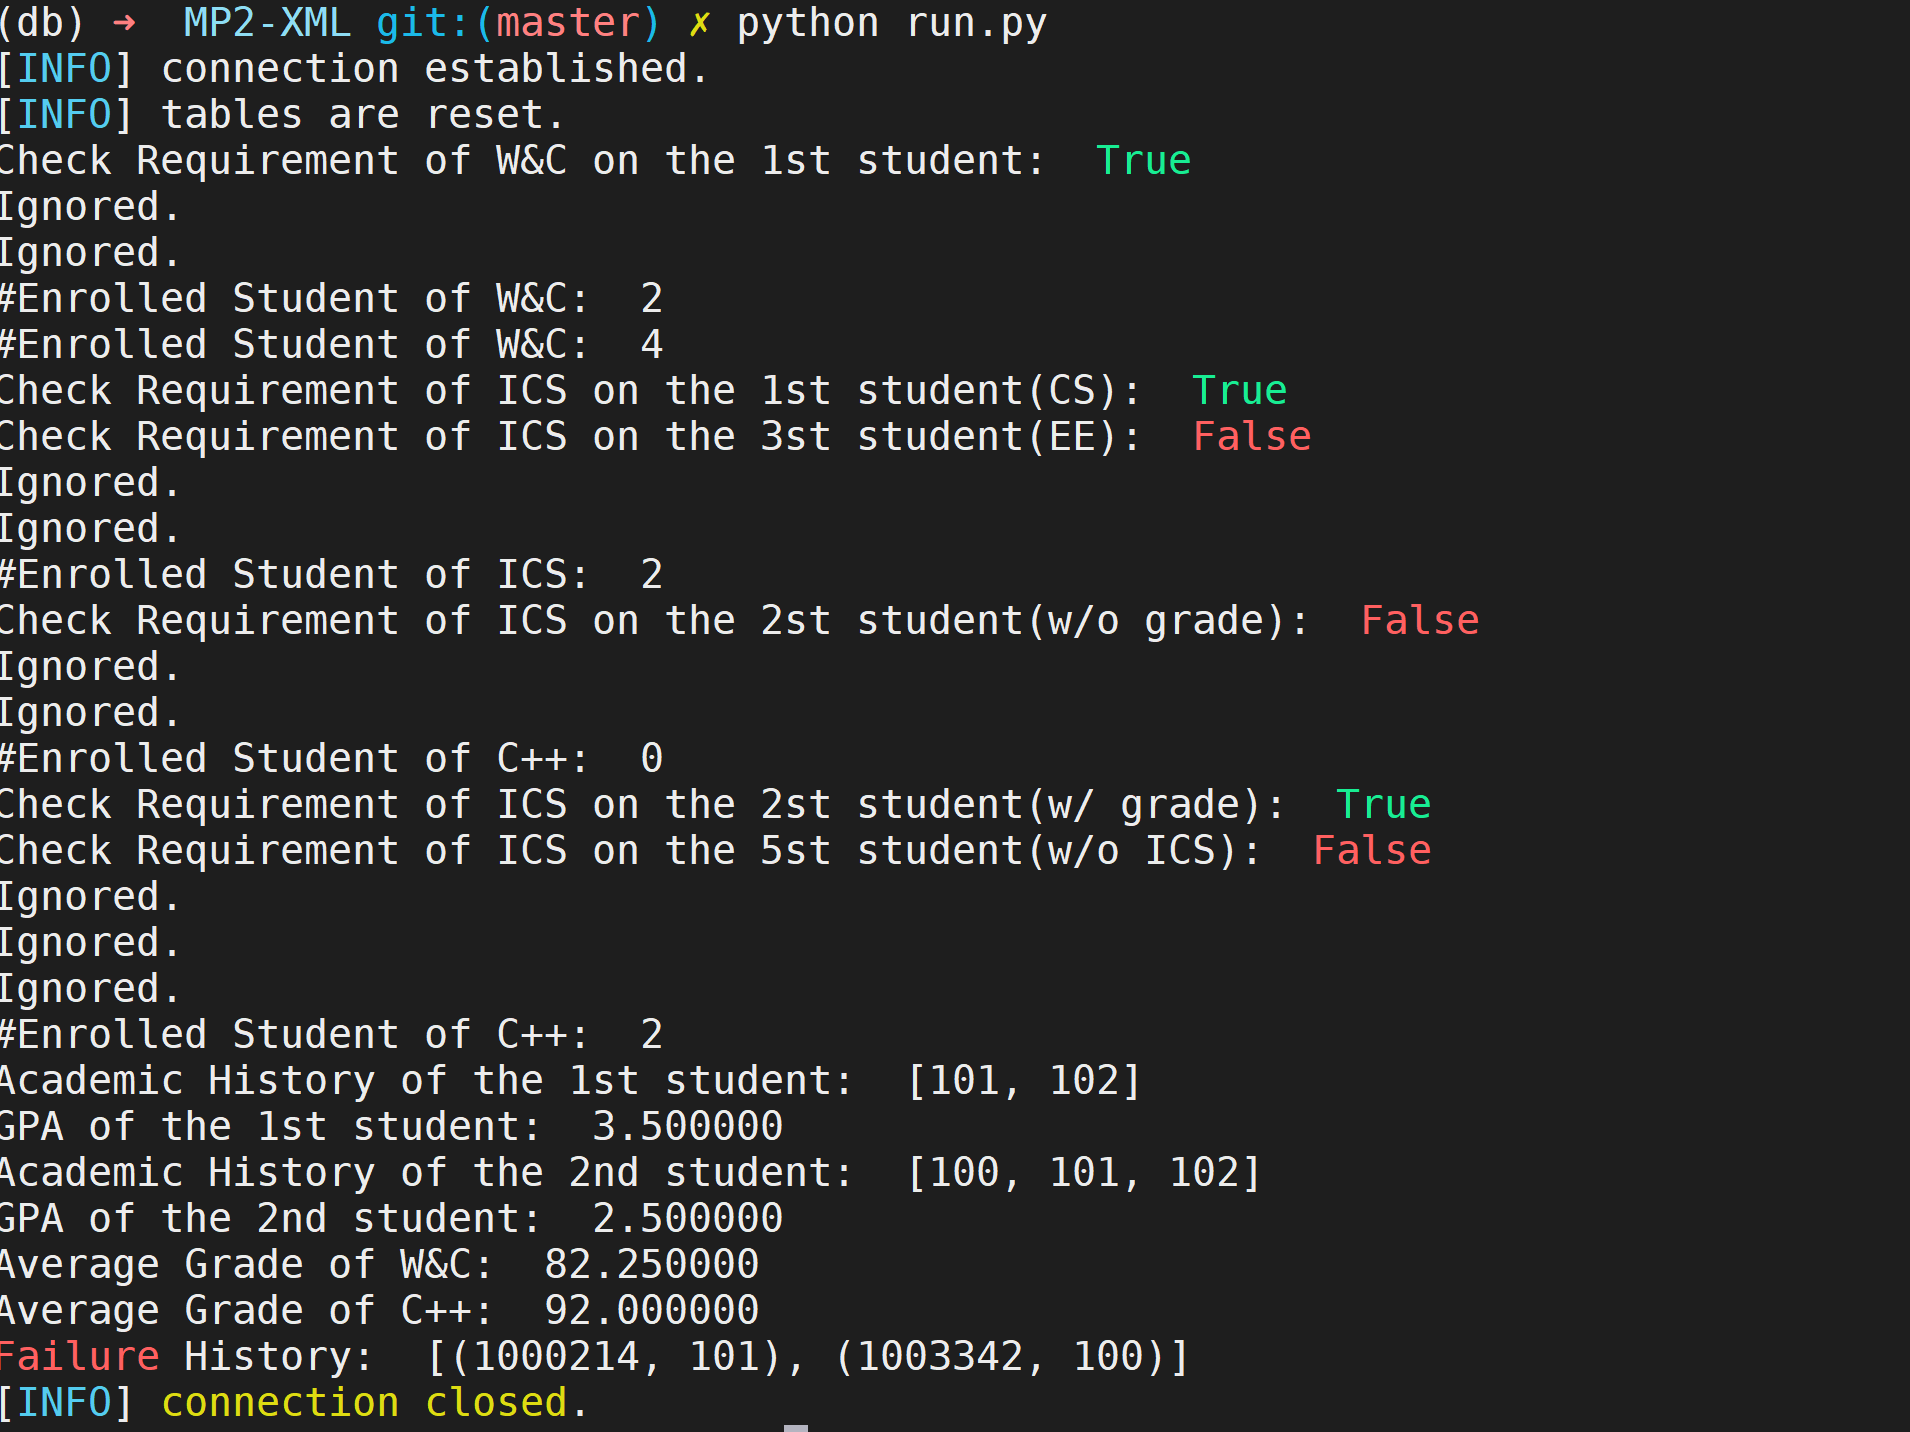 (db) ➜  MP2-XML git:(master) ✗ python run.py
[INFO] connection established.
[INFO] tables are reset.
Check Requirement of W&C on the 1st student:  True
Ignored.
Ignored.
#Enrolled Student of W&C:  2
#Enrolled Student of W&C:  4
Check Requirement of ICS on the 1st student(CS):  True
Check Requirement of ICS on the 3st student(EE):  False
Ignored.
Ignored.
#Enrolled Student of ICS:  2
Check Requirement of ICS on the 2st student(w/o grade):  False
Ignored.
Ignored.
#Enrolled Student of C++:  0
Check Requirement of ICS on the 2st student(w/ grade):  True
Check Requirement of ICS on the 5st student(w/o ICS):  False
Ignored.
Ignored.
Ignored.
#Enrolled Student of C++:  2
Academic History of the 1st student:  [101, 102]
GPA of the 1st student:  3.500000
Academic History of the 2nd student:  [100, 101, 102]
GPA of the 2nd student:  2.500000
Average Grade of W&C:  82.250000
Average Grade of C++:  92.000000
Failure History:  [(1000214, 101), (1003342, 100)]
[INFO] connection closed.